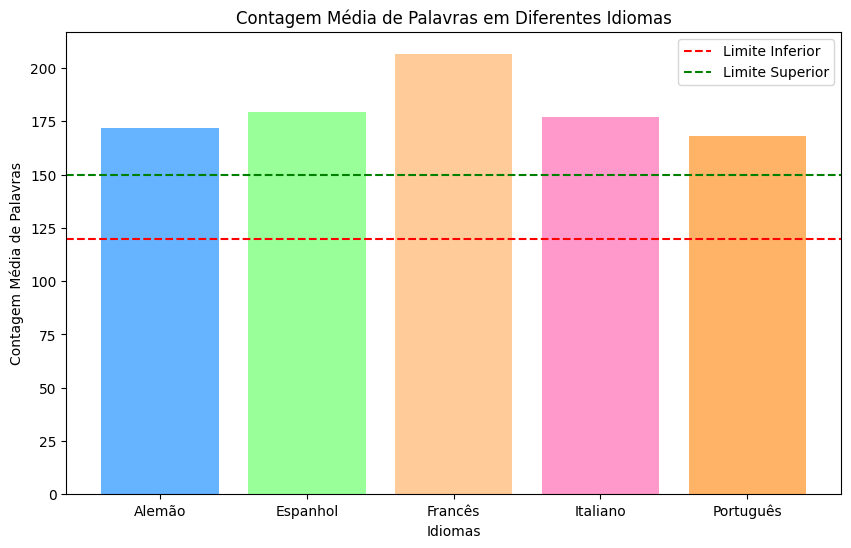 Contagem Média de Palavras em Diferentes Idiomas
Limite Inferior
Limite Superior
Contagem Média de Palavras
200
175
150
125
100
75
50
25
0
Alemão
Espanhol
Francês
Italiano
Português
Idiomas